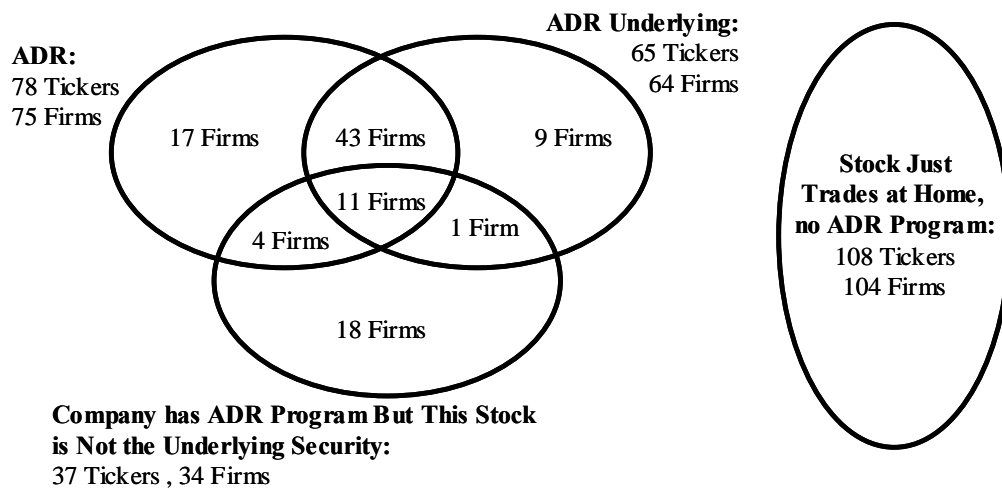 ADR:
78 Tickers
75 Firms
ADR Underlying:
65 Tickers
64 Firms
17 Firms
43 Firms
9 Firms
11 Firms
4 Firms
1 Firm
18 Firms
Company has ADR Program But This Stock
is Not the Underlying Security:
37 Tickers , 34 Firms
Stock Just
Trades at Home,
no ADR Program:
108 Tickers
104 Firms